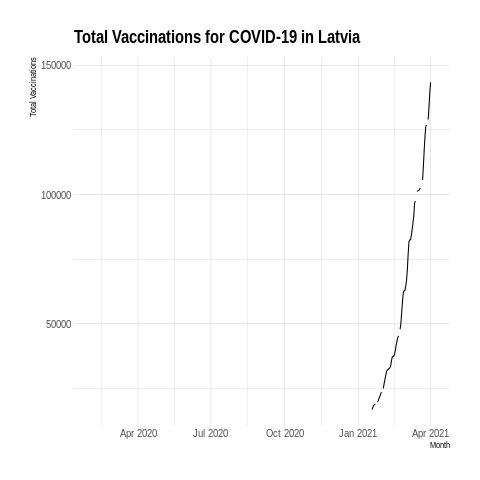 Total Vaccinations for COVID-19 in Latvia
Total Vaccinations
150000
100000
50000
Apr 2020 Jul 2020 Oct 2020 Jan 2021 Apr 2021
Month